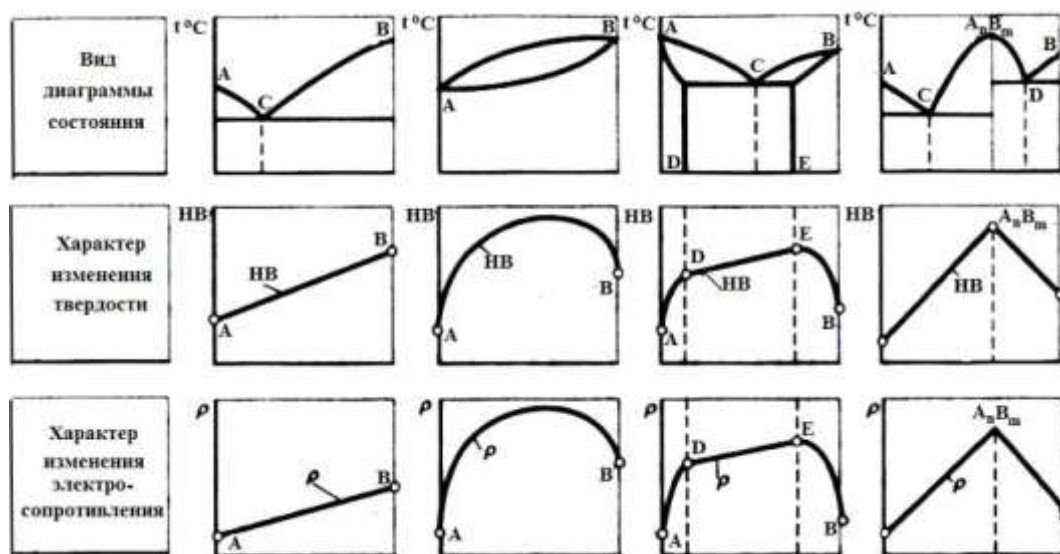 Вид
диаграммы
состояния
t °C
A
C
B
t °C
A
B
t °C
A
C
B
D
E
t °C
A
C
AₙBₘ
D
B
Характер
изменения
твердости
HB
A
HB
B
HB
A
HB
B
HB
A
D
HB
E
B
HB
HB
AₙBₘ
Характер
изменения
электро-
сопротивления
ρ
A
ρ
B
ρ
A
ρ
B
ρ
A
D
ρ
E
B
ρ
ρ
AₙBₘ